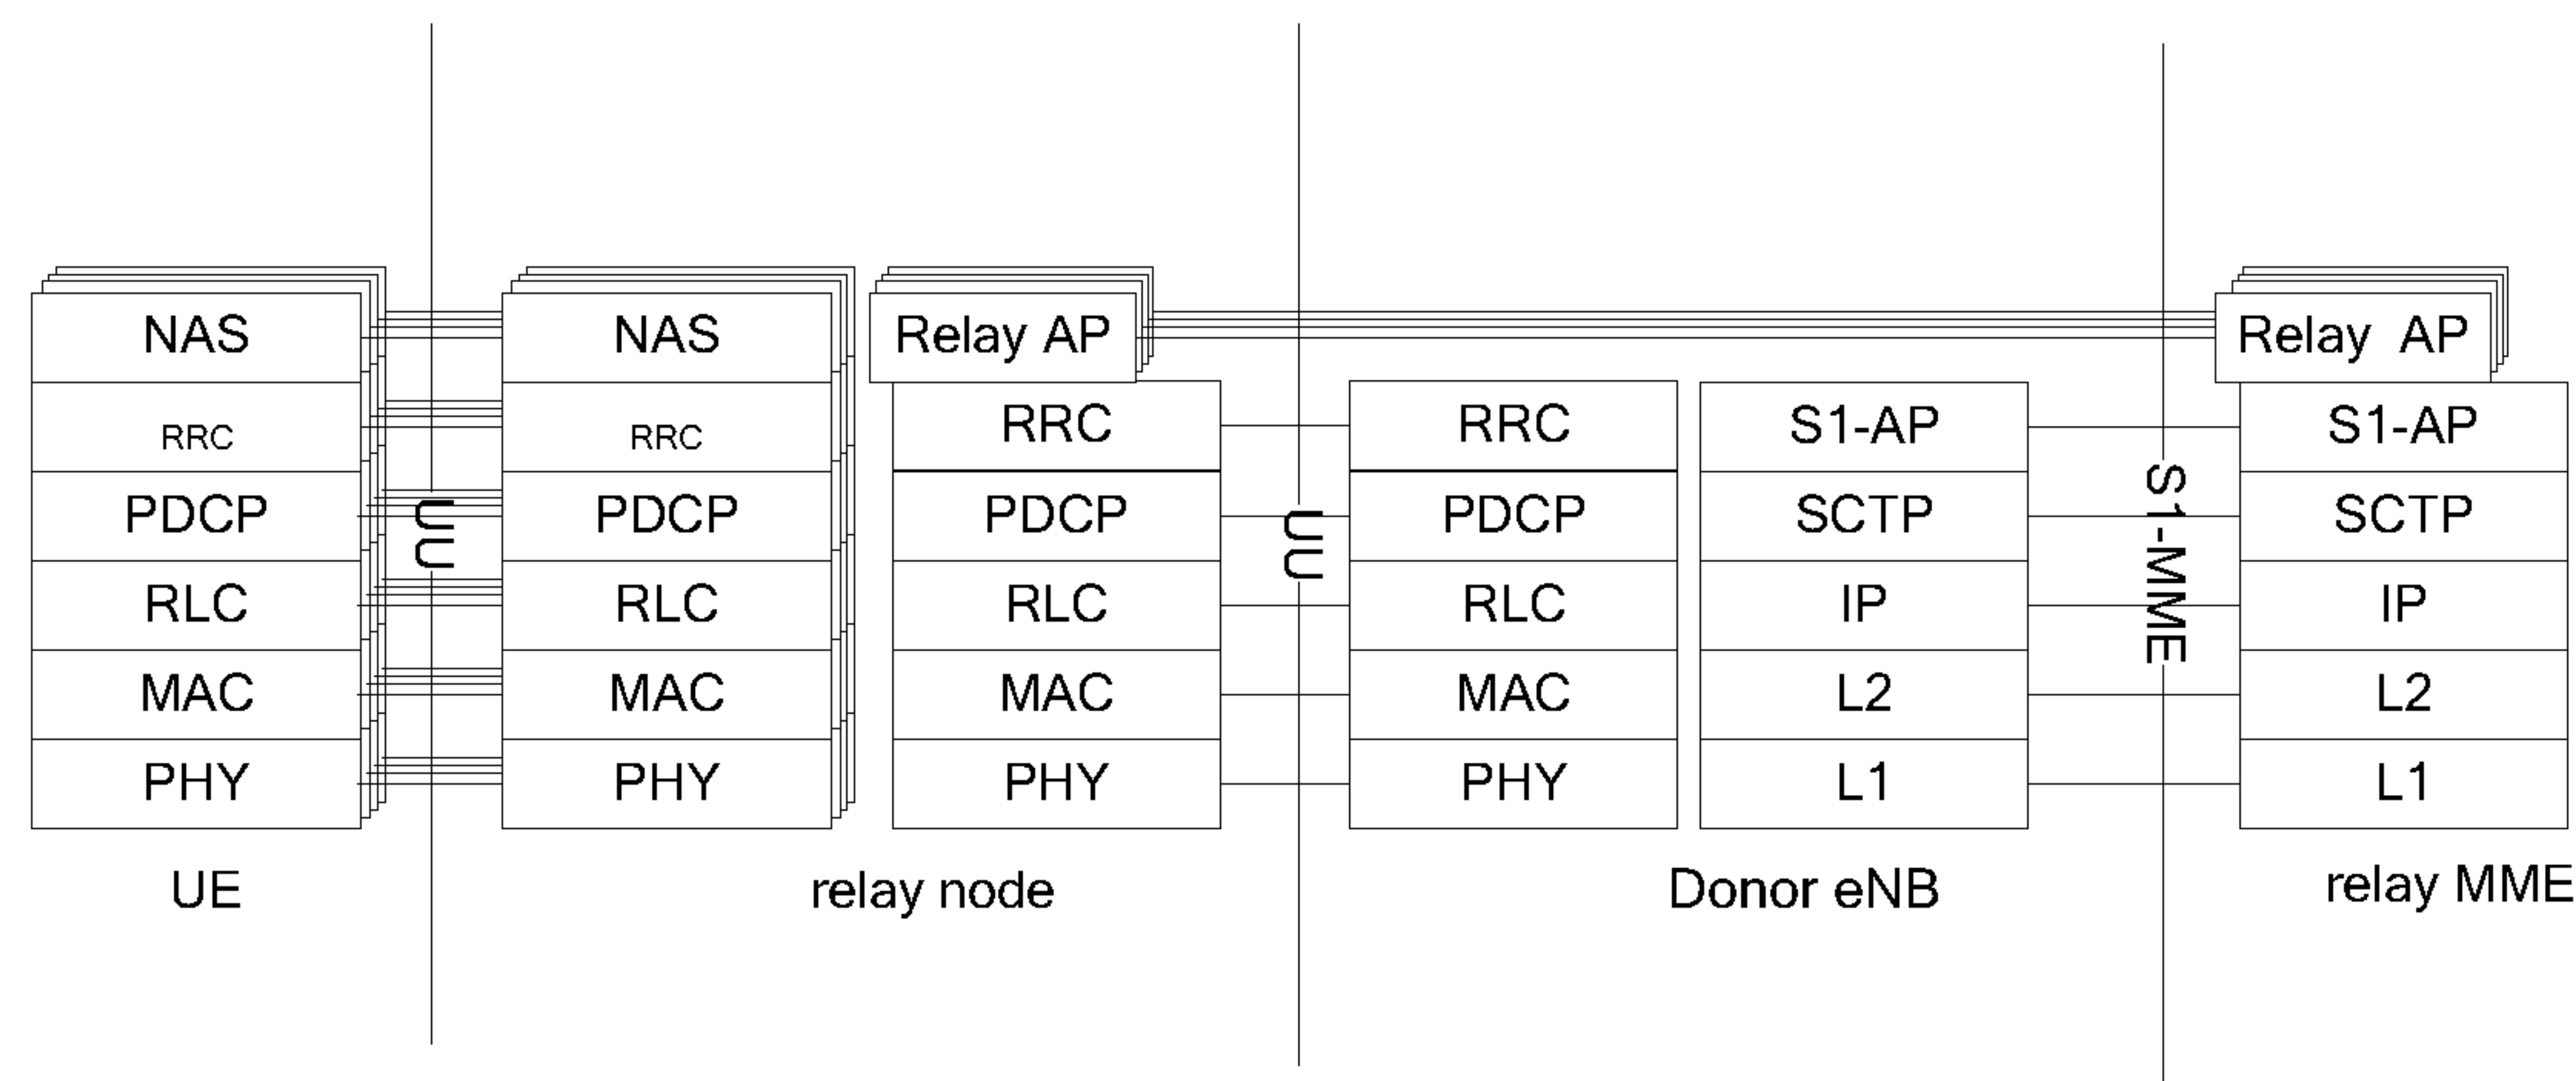 NAS
RRC
PDCP
RLC
MAC
PHY
UE
UU
NAS
RRC
PDCP
RLC
MAC
PHY
Relay AP
RRC
PDCP
RLC
MAC
PHY
relay node
UU
RRC
PDCP
RLC
MAC
PHY
S1-AP
SCTP
IP
L2
L1
Donor eNB
S1-MME
Relay AP
S1-AP
SCTP
IP
L2
L1
relay MME